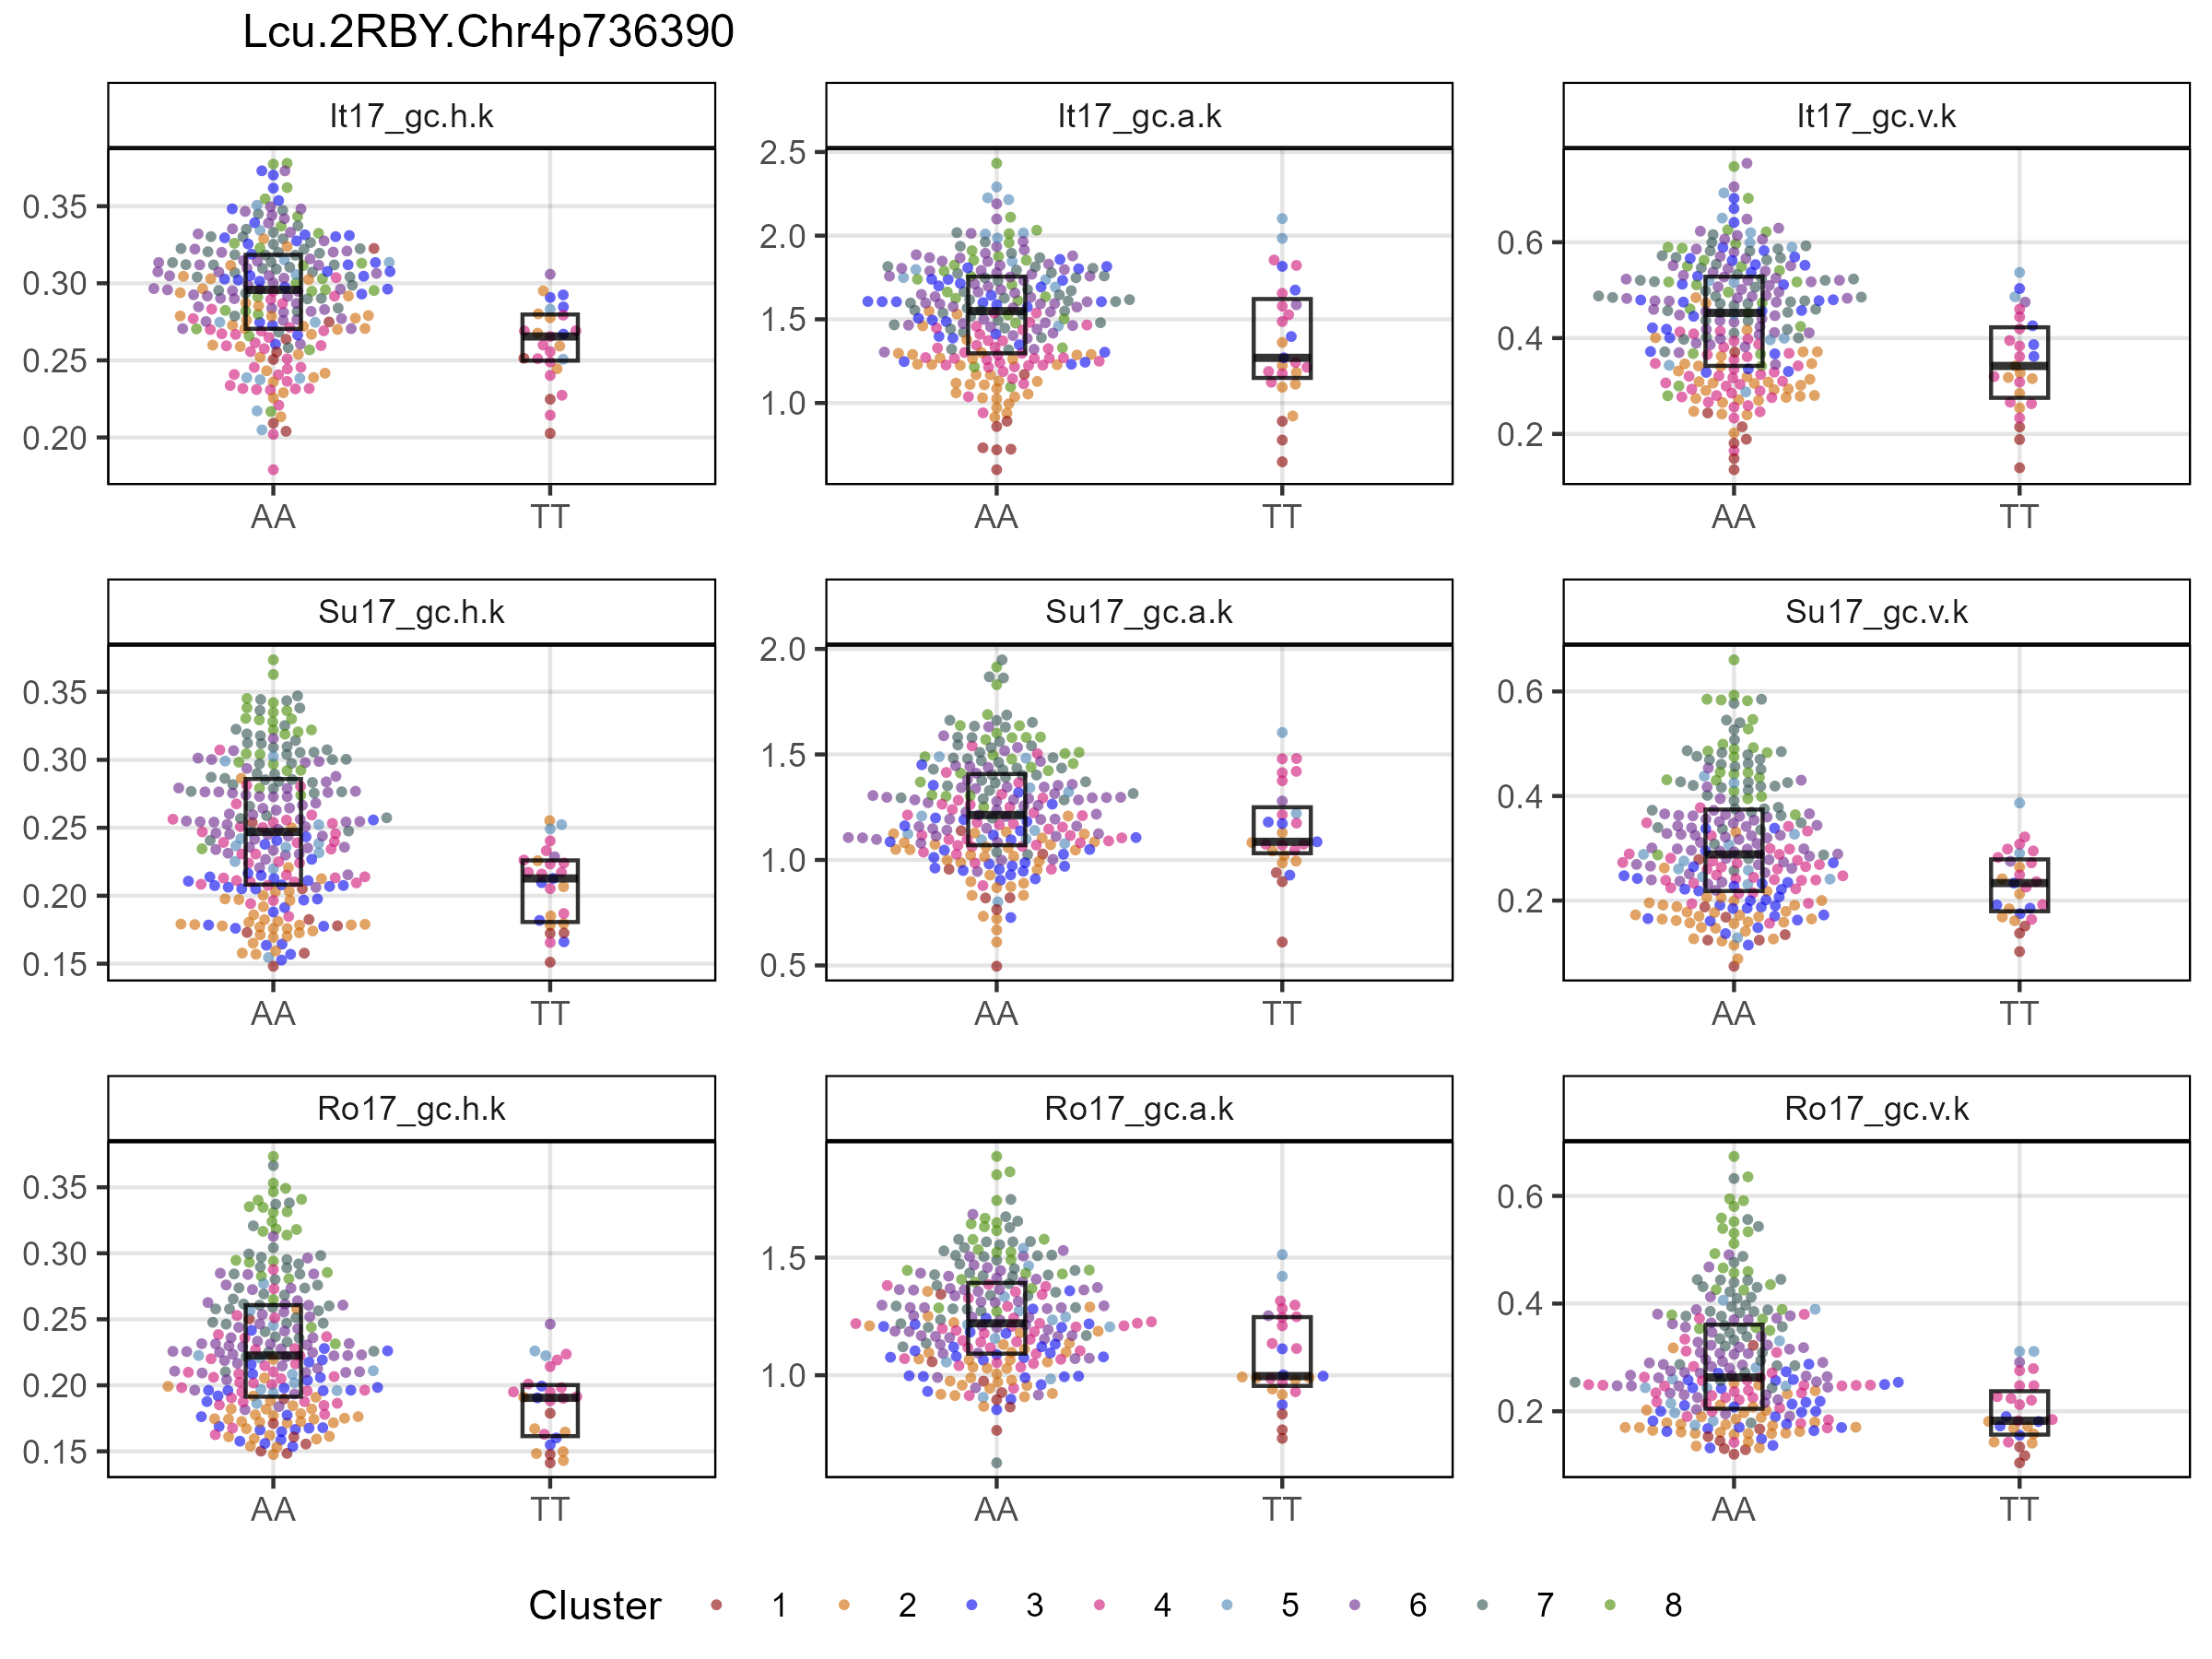 Lcu.2RBY.Chr4p736390
It17_gc.h.k
It17_gc.a.k
It17_gc.v.k
0.35
0.30
0.25
0.20
AA
TT
2.5
2.0
1.5
1.0
AA
TT
0.6
0.4
0.2
AA
TT
Su17_gc.h.k
Su17_gc.a.k
Su17_gc.v.k
0.35
0.30
0.25
0.20
0.15
AA
TT
2.0
1.5
1.0
0.5
AA
TT
0.6
0.4
0.2
AA
TT
Ro17_gc.h.k
Ro17_gc.a.k
Ro17_gc.v.k
0.35
0.30
0.25
0.20
0.15
AA
TT
1.5
1.0
AA
TT
0.6
0.4
0.2
AA
TT
Cluster 1 2 3 4 5 6 7 8